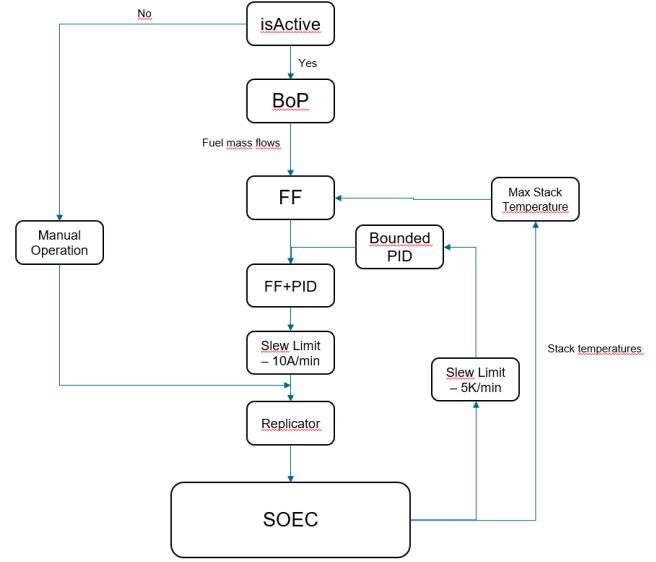 No
isActive
Yes
BoP
Fuel mass flows
FF
Max Stack
Temperature
Manual
Operation
Bounded
PID
FF+PID
Slew Limit
– 10A/min
Stack temperatures
Slew Limit
– 5K/min
Replicator
SOEC